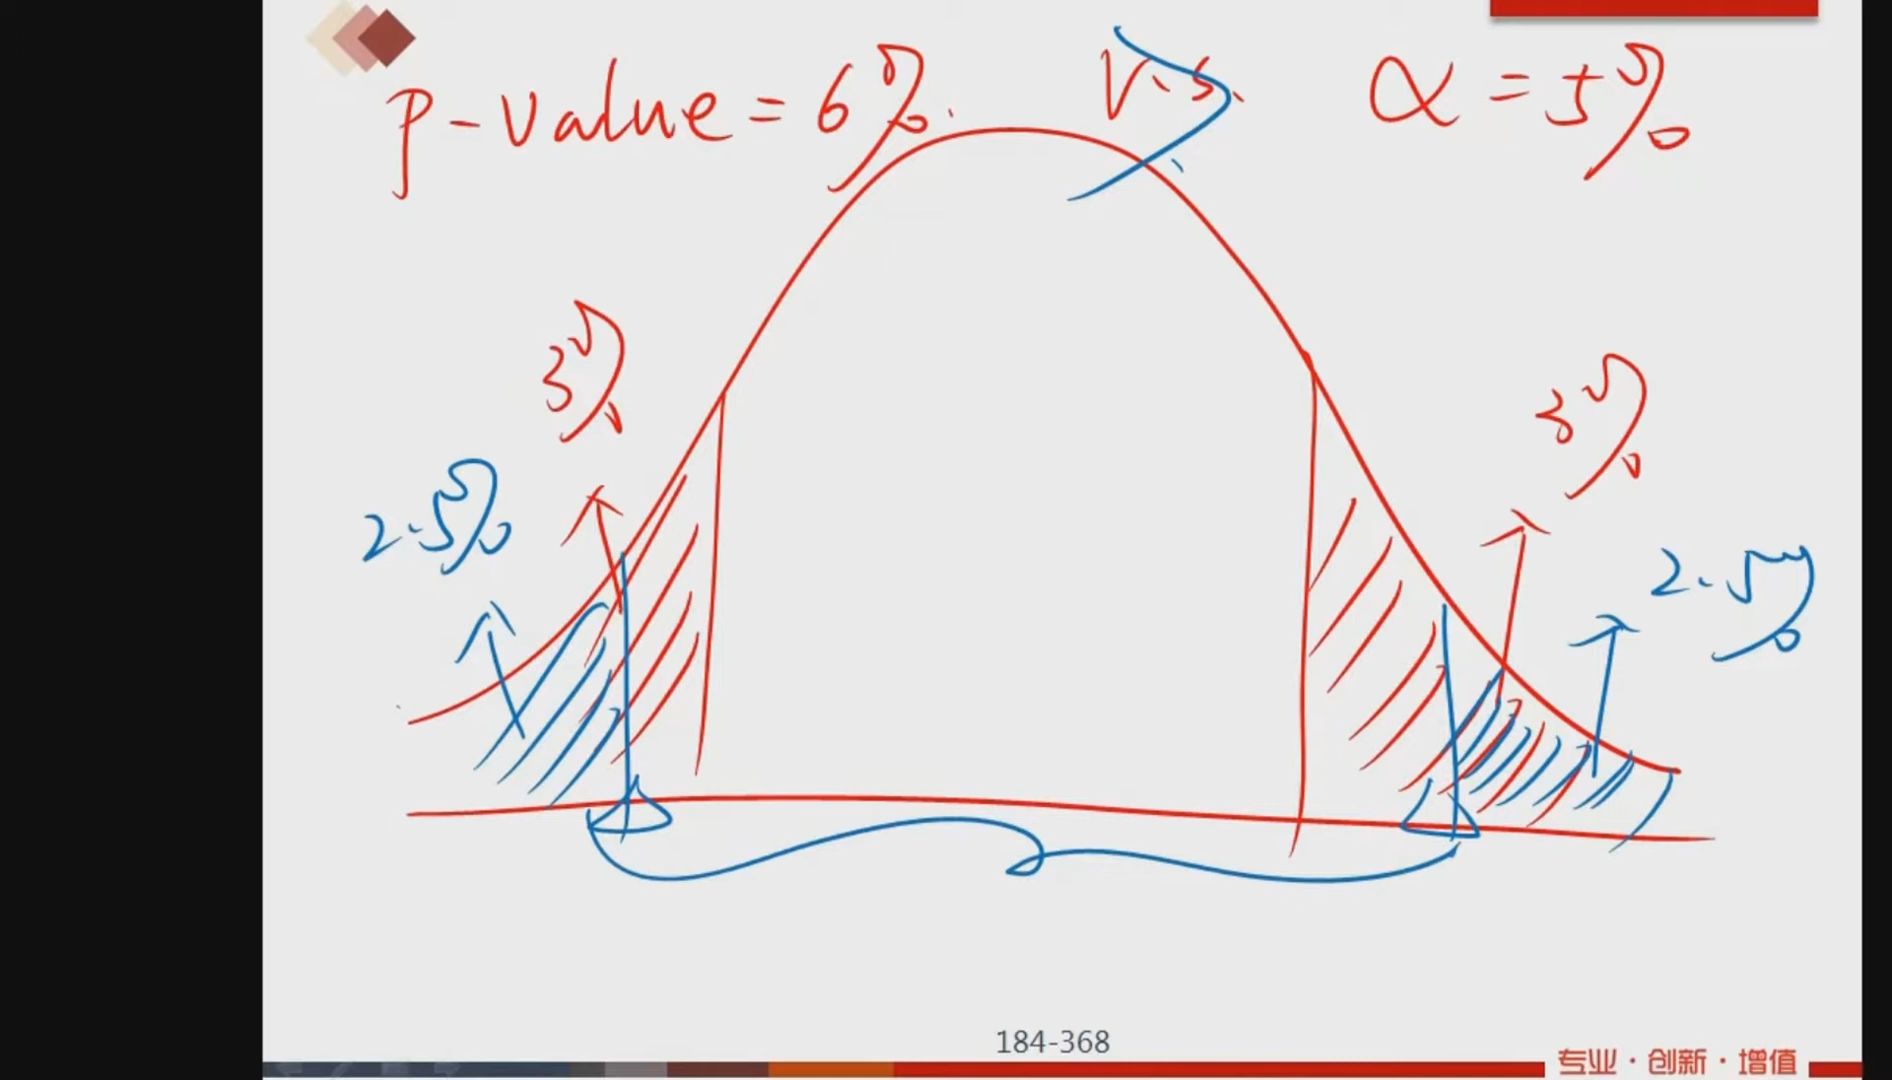 p-value = 6% v.s. α = 5%
3%
3%
2.5%
2.5%
184-368
专业·创新·增值